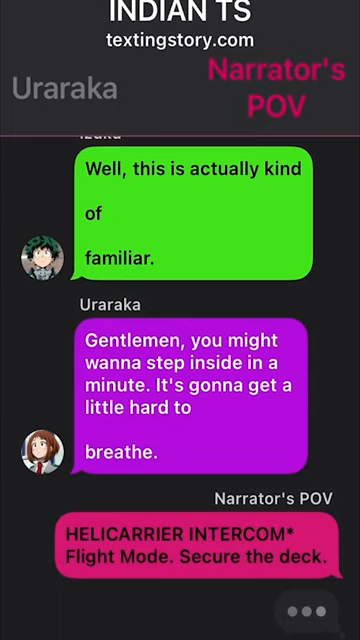 INDIAN TS
textingstory.com
Uraraka
Narrator's
POV
Izuku
Well, this is actually kind
of
familiar.
Uraraka
Gentlemen, you might
wanna step inside in a
minute. It's gonna get a
little hard to
breathe.
Narrator's POV
HELICARRIER INTERCOM*
Flight Mode. Secure the deck.